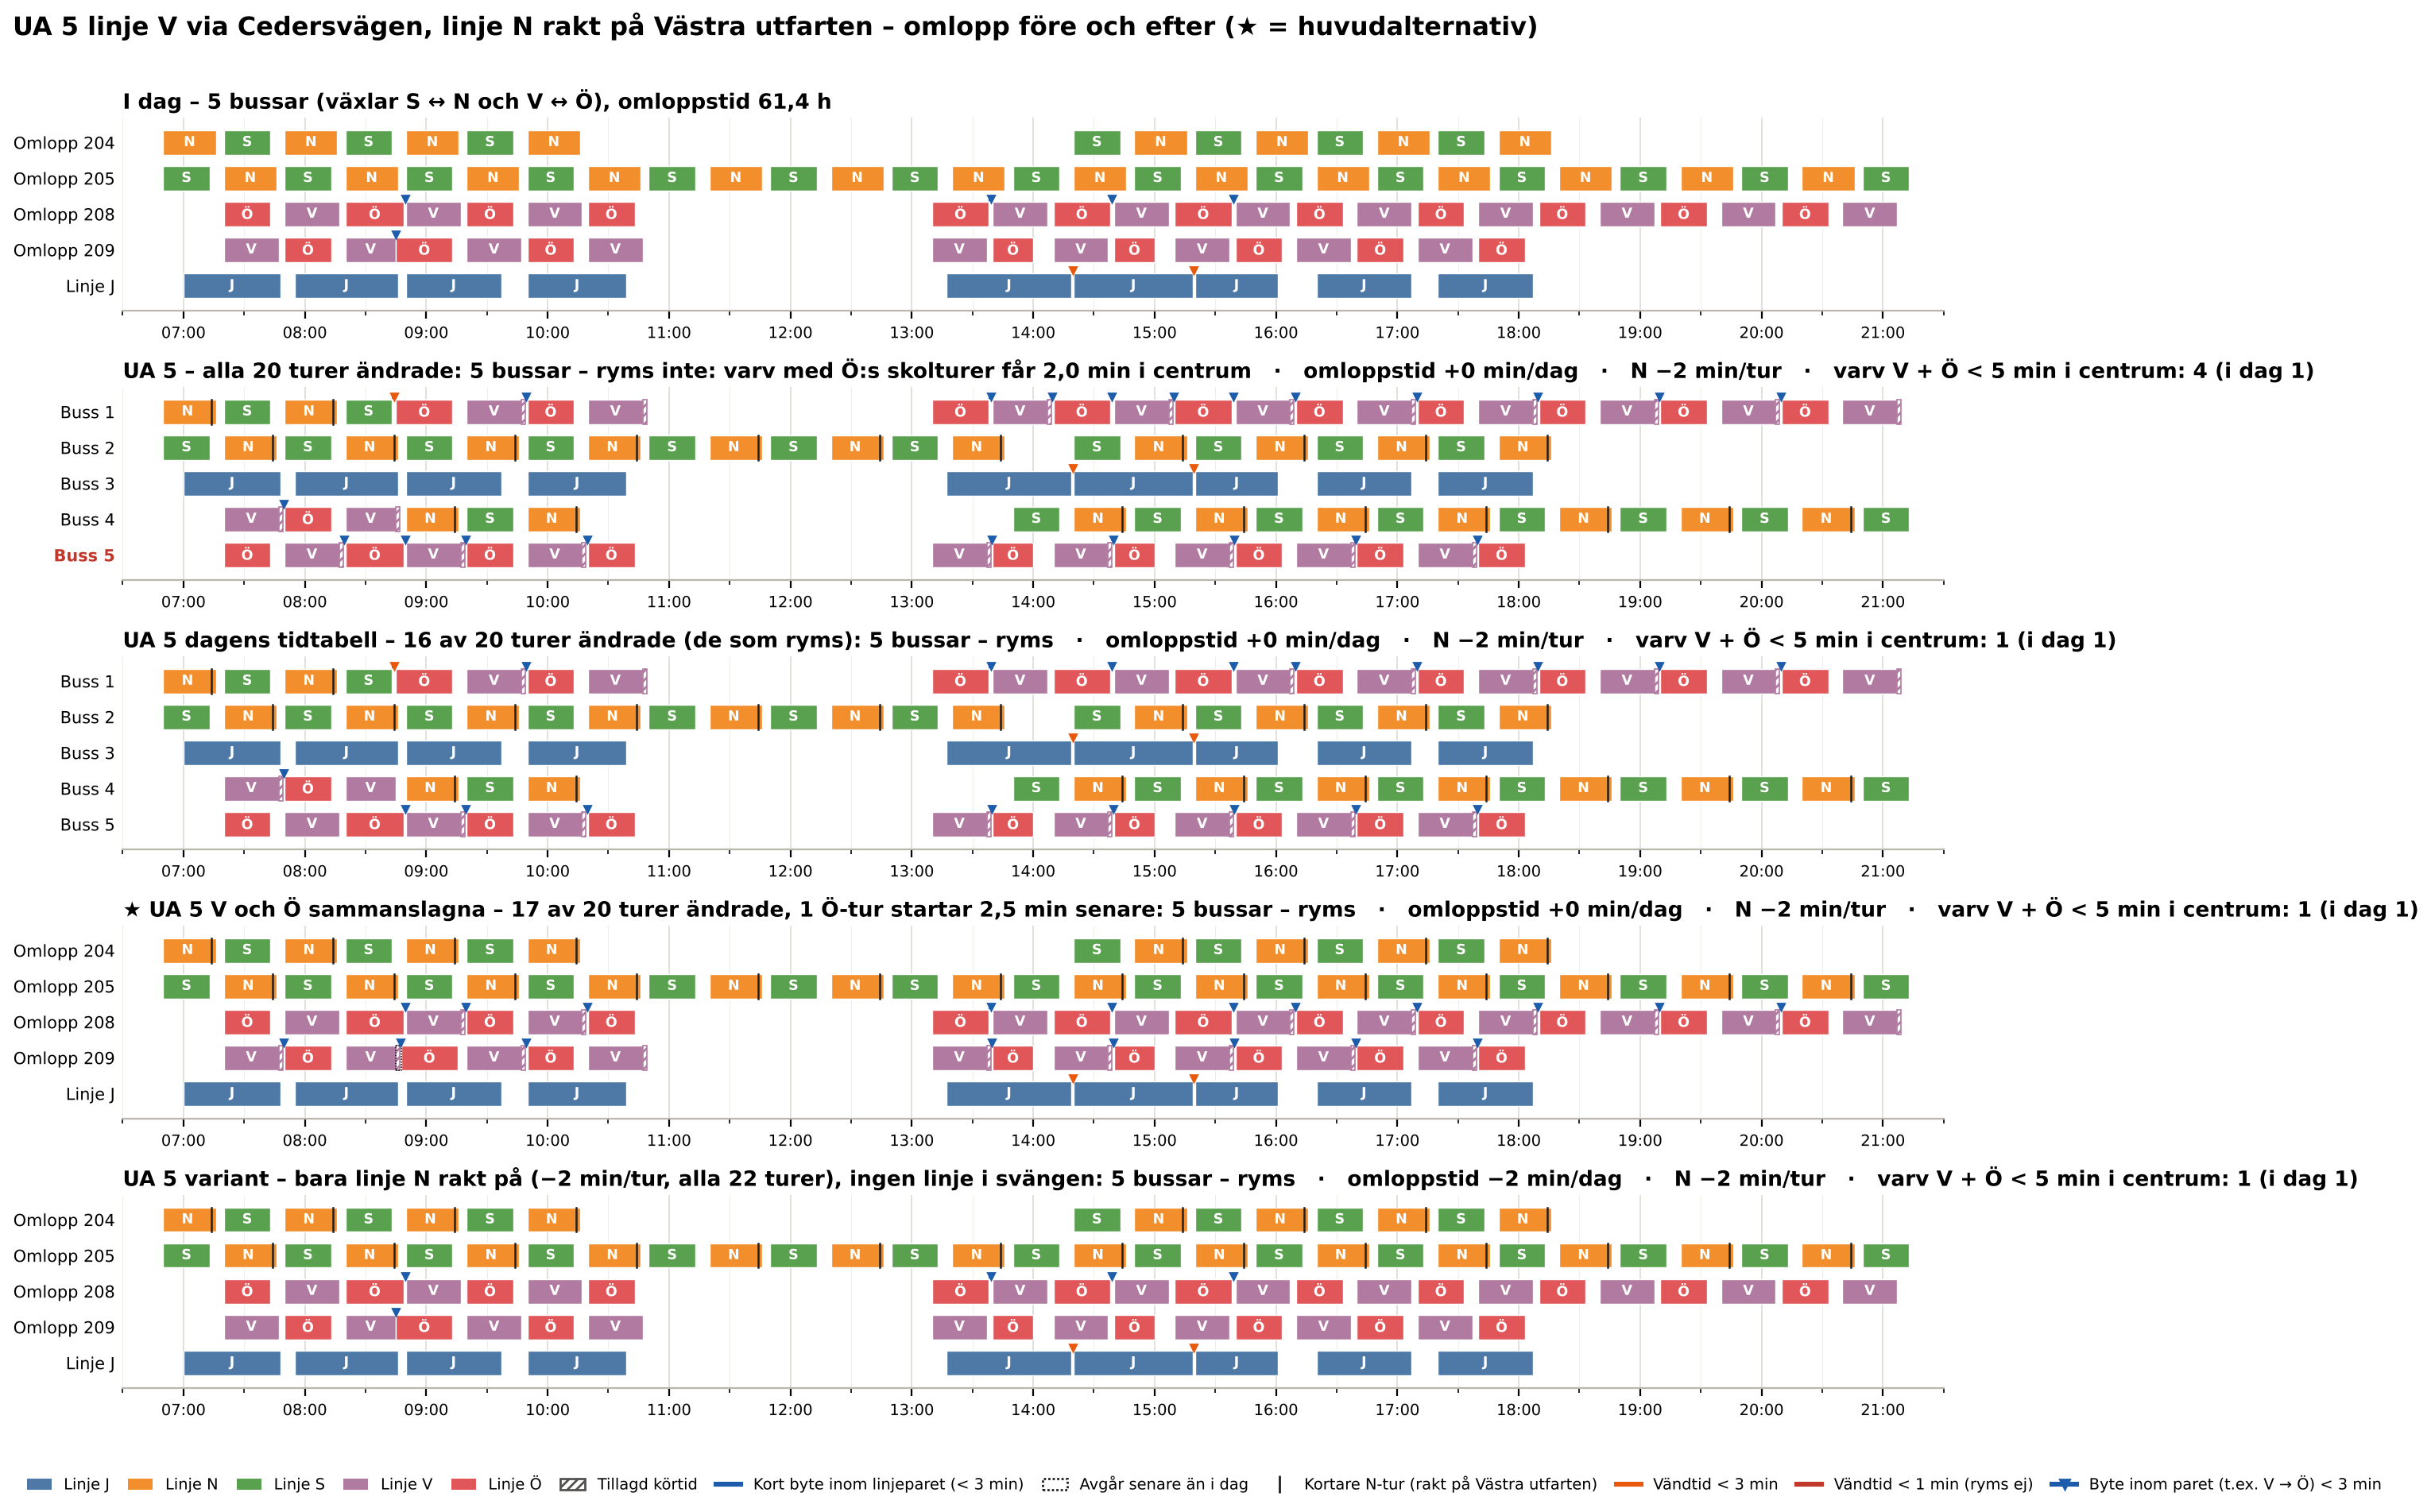 UA 5 linje V via Cedersvägen, linje N rakt på Västra utfarten – omlopp före och efter (★ = huvudalternativ)
I dag – 5 bussar (växlar S ↔ N och V ↔ Ö), omloppstid 61,4 h
Omlopp 204 N S N S N S N S N S N S N S N
Omlopp 205 S N S N S N S N S N S N S N S N S N S N S N S N S N S N S
Omlopp 208 Ö V Ö V Ö V Ö Ö V Ö V Ö V Ö V Ö V Ö V Ö V Ö V
Omlopp 209 V Ö V Ö V Ö V V Ö V Ö V Ö V Ö V Ö
Linje J J J J J J J J J J
07:00 08:00 09:00 10:00 11:00 12:00 13:00 14:00 15:00 16:00 17:00 18:00 19:00 20:00 21:00
UA 5 – alla 20 turer ändrade: 5 bussar – ryms inte: varv med Ö:s skolturer får 2,0 min i centrum · omloppstid +0 min/dag · N −2 min/tur · varv V + Ö < 5 min i centrum: 4 (i dag 1)
Buss 1 N S N S Ö V Ö V Ö V Ö V Ö V Ö V Ö V Ö V Ö V Ö V
Buss 2 S N S N S N S N S N S N S N S N S N S N S N
Buss 3 J J J J J J J J J
Buss 4 V Ö V N S N S N S N S N S N S N S N S N S
Buss 5 Ö V Ö V Ö V Ö V Ö V Ö V Ö V Ö V Ö
07:00 08:00 09:00 10:00 11:00 12:00 13:00 14:00 15:00 16:00 17:00 18:00 19:00 20:00 21:00
UA 5 dagens tidtabell – 16 av 20 turer ändrade (de som ryms): 5 bussar – ryms · omloppstid +0 min/dag · N −2 min/tur · varv V + Ö < 5 min i centrum: 1 (i dag 1)
Buss 1 N S N S Ö V Ö V Ö V Ö V Ö V Ö V Ö V Ö V Ö V Ö V
Buss 2 S N S N S N S N S N S N S N S N S N S N S N
Buss 3 J J J J J J J J J
Buss 4 V Ö V N S N S N S N S N S N S N S N S N S
Buss 5 Ö V Ö V Ö V Ö V Ö V Ö V Ö V Ö V Ö
07:00 08:00 09:00 10:00 11:00 12:00 13:00 14:00 15:00 16:00 17:00 18:00 19:00 20:00 21:00
★ UA 5 V och Ö sammanslagna – 17 av 20 turer ändrade, 1 Ö-tur startar 2,5 min senare: 5 bussar – ryms · omloppstid +0 min/dag · N −2 min/tur · varv V + Ö < 5 min i centrum: 1 (i dag 1)
Omlopp 204 N S N S N S N S N S N S N S N
Omlopp 205 S N S N S N S N S N S N S N S N S N S N S N S N S N S N S
Omlopp 208 Ö V Ö V Ö V Ö Ö V Ö V Ö V Ö V Ö V Ö V Ö V Ö V
Omlopp 209 V Ö V Ö V Ö V V Ö V Ö V Ö V Ö V Ö
Linje J J J J J J J J J J
07:00 08:00 09:00 10:00 11:00 12:00 13:00 14:00 15:00 16:00 17:00 18:00 19:00 20:00 21:00
UA 5 variant – bara linje N rakt på (−2 min/tur, alla 22 turer), ingen linje i svängen: 5 bussar – ryms · omloppstid −2 min/dag · N −2 min/tur · varv V + Ö < 5 min i centrum: 1 (i dag 1)
Omlopp 204 N S N S N S N S N S N S N S N
Omlopp 205 S N S N S N S N S N S N S N S N S N S N S N S N S N S N S
Omlopp 208 Ö V Ö V Ö V Ö Ö V Ö V Ö V Ö V Ö V Ö V Ö V Ö V
Omlopp 209 V Ö V Ö V Ö V V Ö V Ö V Ö V Ö V Ö
Linje J J J J J J J J J J
07:00 08:00 09:00 10:00 11:00 12:00 13:00 14:00 15:00 16:00 17:00 18:00 19:00 20:00 21:00
Linje J Linje N Linje S Linje V Linje Ö Tillagd körtid Kort byte inom linjeparet (< 3 min) Avgår senare än i dag Kortare N-tur (rakt på Västra utfarten) Vändtid < 3 min Vändtid < 1 min (ryms ej) Byte inom paret (t.ex. V → Ö) < 3 min